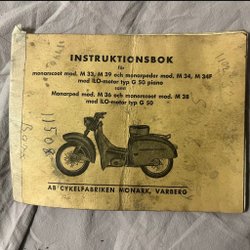 INSTRUKTIONSBOK
för
monarscoot mod. M 33, M 39 och monarpeder mod. M 34, M 34F
med ILO-motor typ G 50 piano
samt
Monarped mod. M 36 och monarscoot mod. M 38
med ILO-motor typ G 50
AB CYKELFABRIKEN MONARK, VARBERG
11508